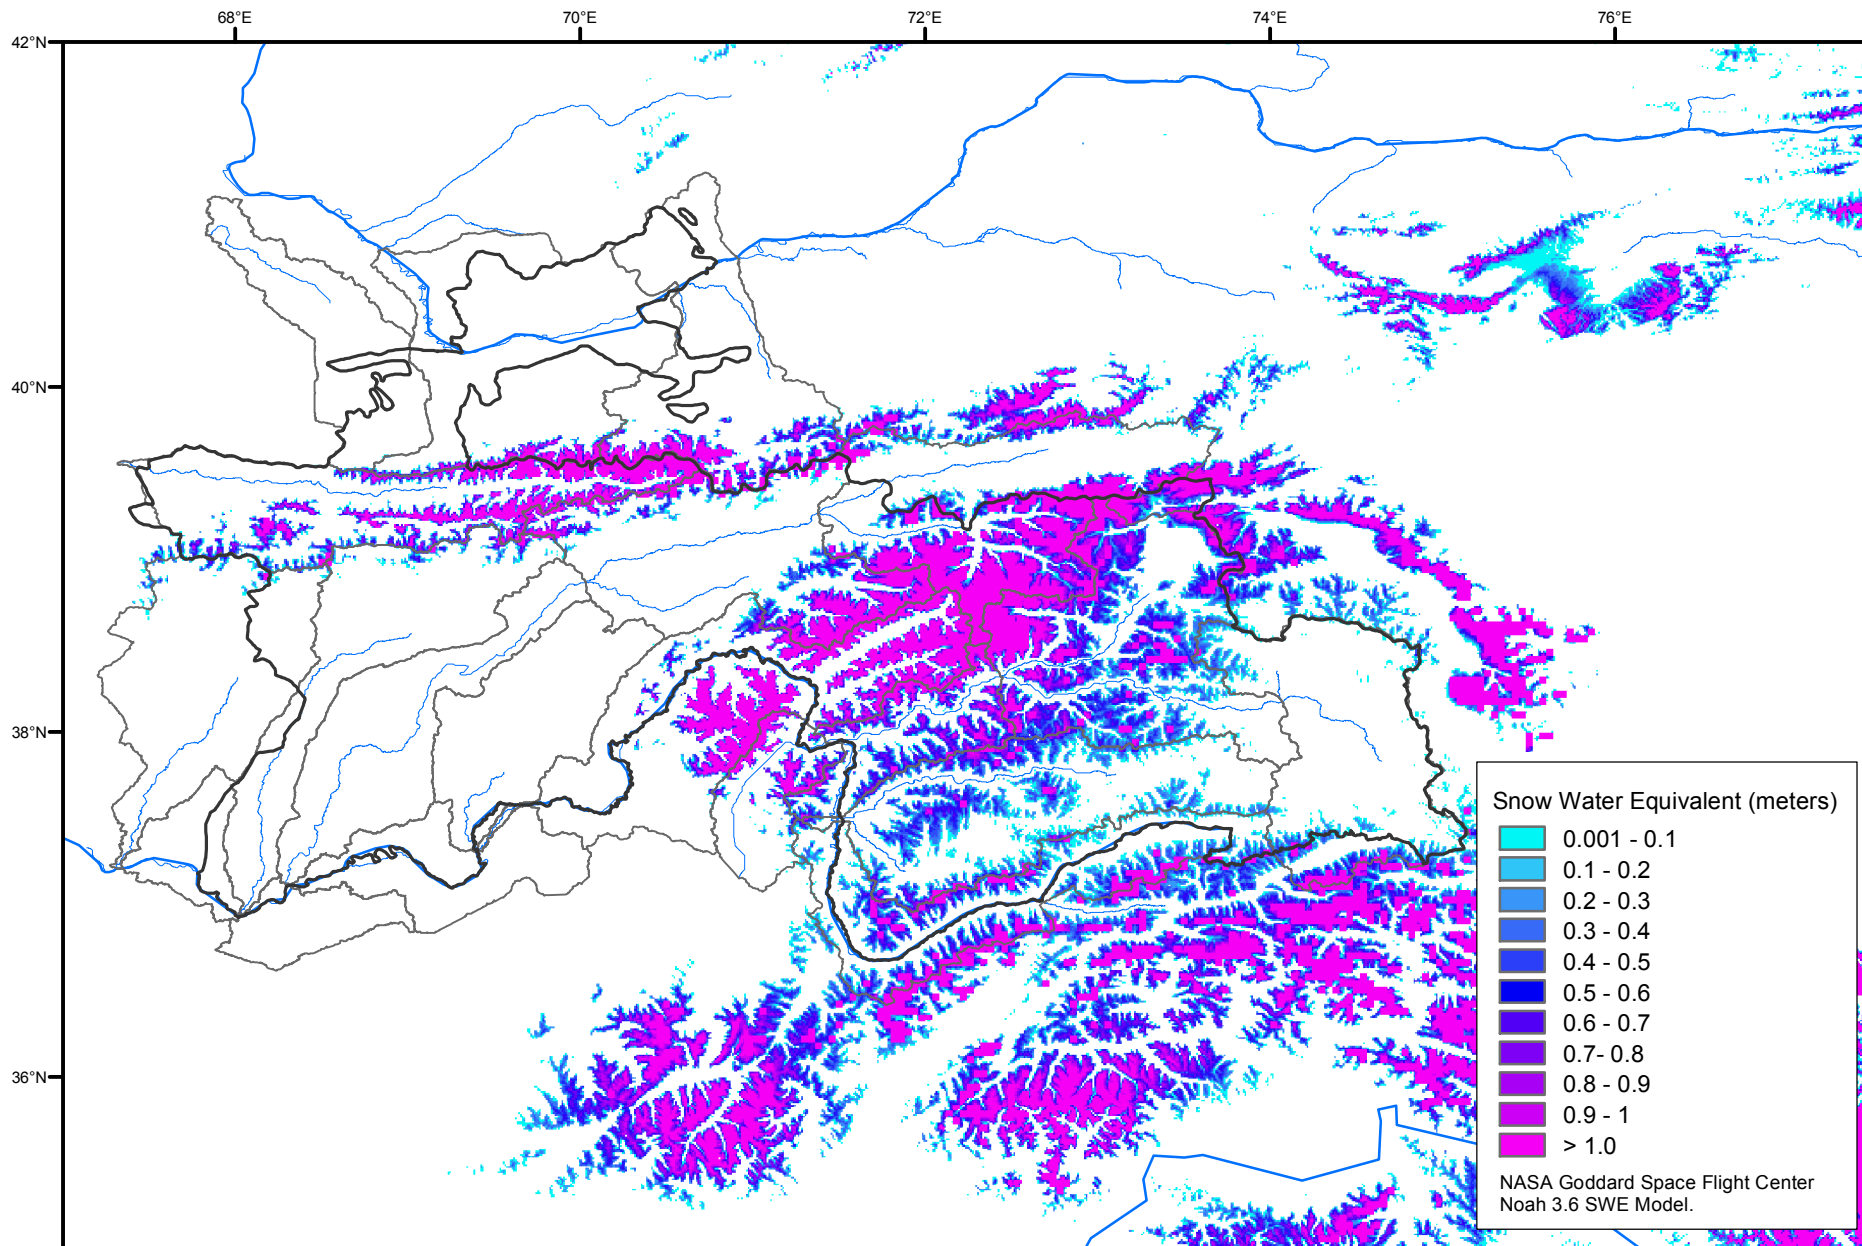 68°E
70°E
72°E
74°E
76°E
42°N
40°N
38°N
36°N
Snow Water Equivalent (meters)
0.001 - 0.1
0.1 - 0.2
0.2 - 0.3
0.3 - 0.4
0.4 - 0.5
0.5 - 0.6
0.6 - 0.7
0.7- 0.8
0.8 - 0.9
0.9 - 1
> 1.0
NASA Goddard Space Flight Center
Noah 3.6 SWE Model.